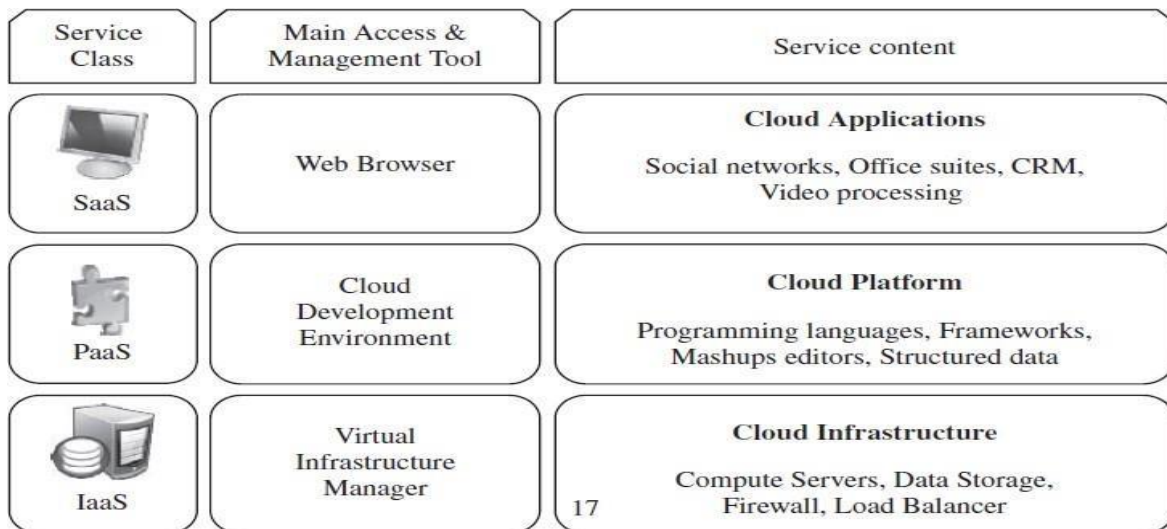 Service
Class
Main Access &
Management Tool
Service content
SaaS
Web Browser
Cloud Applications
Social networks, Office suites, CRM,
Video processing
PaaS
Cloud
Development
Environment
Cloud Platform
Programming languages, Frameworks,
Mashups editors, Structured data
IaaS
Virtual
Infrastructure
Manager
17
Cloud Infrastructure
Compute Servers, Data Storage,
Firewall, Load Balancer